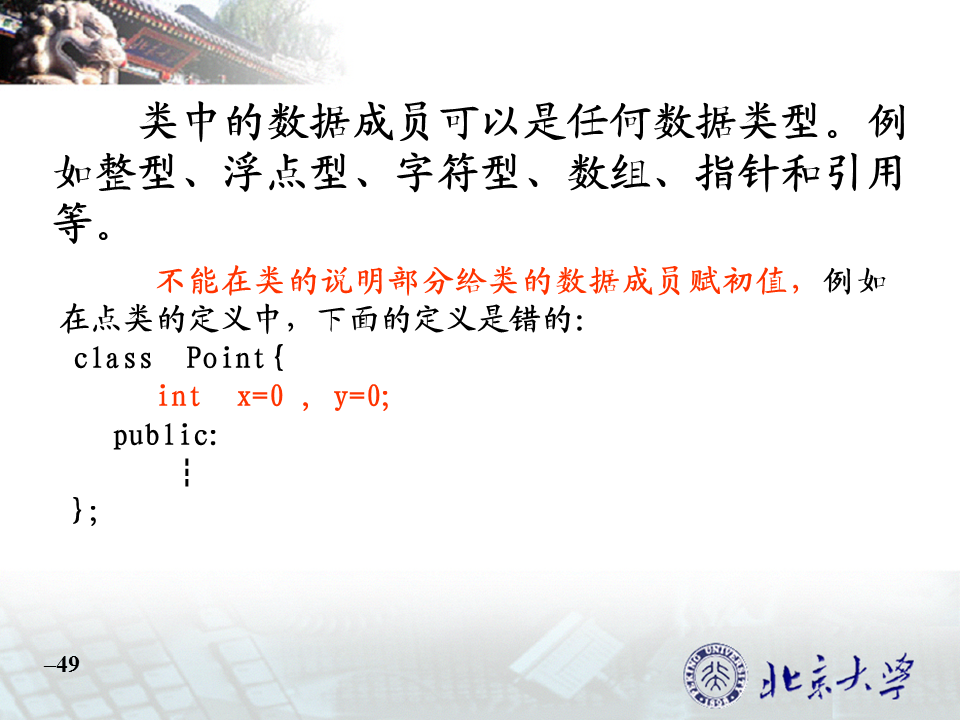 类中的数据成员可以是任何数据类型。例
如整型、浮点型、字符型、数组、指针和引用
等。
不能在类的说明部分给类的数据成员赋初值，例如
在点类的定义中，下面的定义是错的：
class Point{
int x=0 , y=0;
public:
┇
};
–49
PEKING UNIVERSITY
1898
北京大学